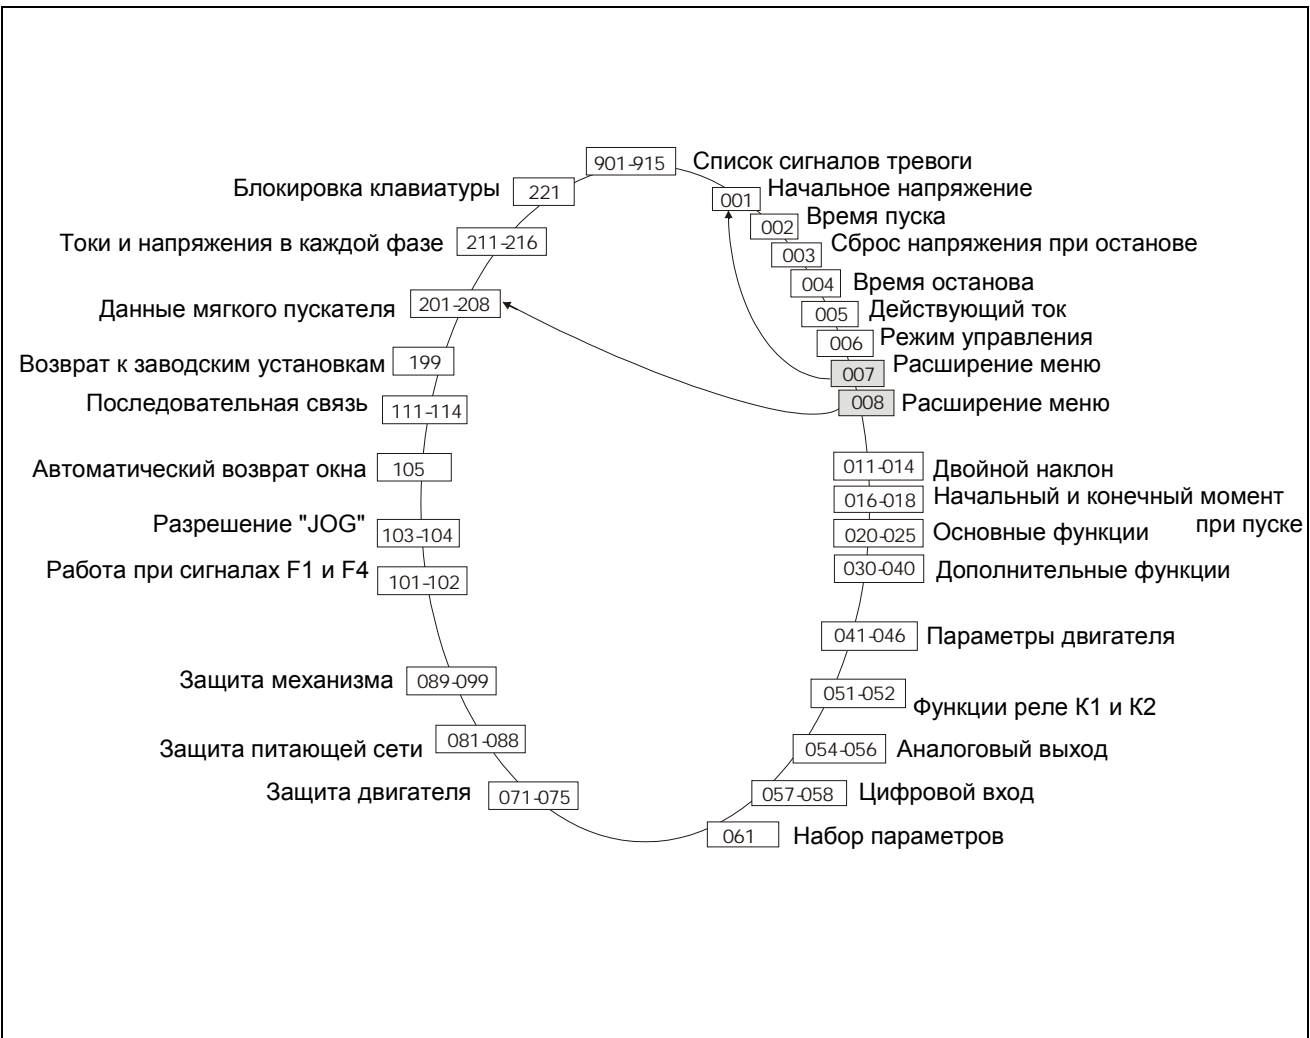 901-915 Список сигналов тревоги
001 Начальное напряжение
002 Время пуска
003 Сброс напряжения при останове
004 Время останова
005 Действующий ток
006 Режим управления
007 Расширение меню
008 Расширение меню
011-014 Двойной наклон
016-018 Начальный и конечный момент
при пуске
020-025 Основные функции
030-040 Дополнительные функции
041-046 Параметры двигателя
051-052 Функции реле К1 и К2
054-056 Аналоговый выход
057-058 Цифровой вход
061 Набор параметров
Защита двигателя 071-075
Защита питающей сети 081-088
Защита механизма 089-099
Работа при сигналах F1 и F4 101-102
Разрешение "JOG" 103-104
Автоматический возврат окна 105
Последовательная связь 111-114
Возврат к заводским установкам 199
Данные мягкого пускателя 201-208
Токи и напряжения в каждой фазе 211-216
Блокировка клавиатуры 221